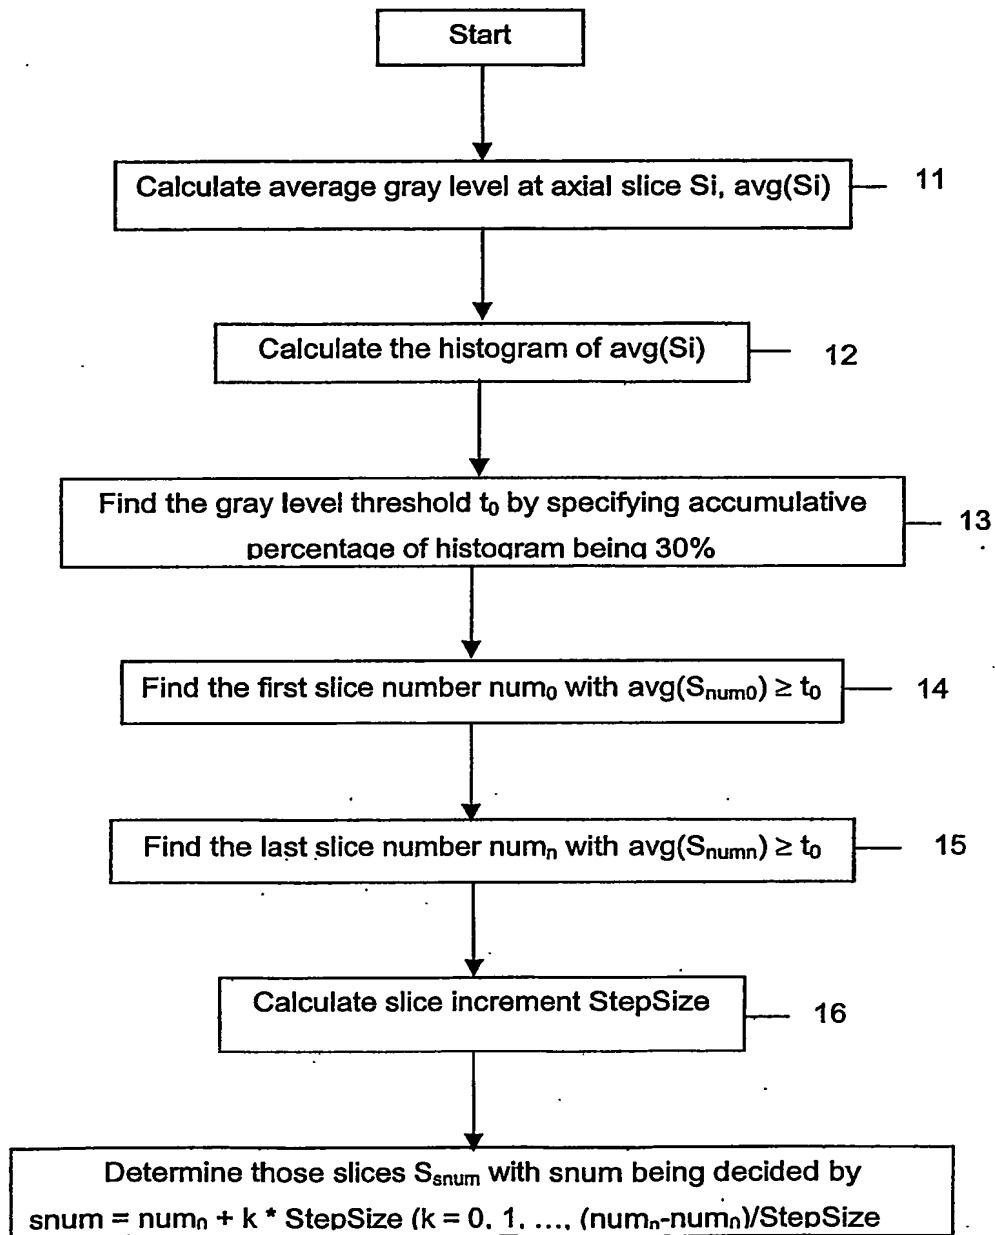 Start
Calculate average gray level at axial slice Si, avg(Si)
11
Calculate the histogram of avg(Si)
12
Find the gray level threshold t₀ by specifying accumulative
percentage of histogram being 30%
13
Find the first slice number num₀ with avg(Sₙᵤₘ₀) ≥ t₀
14
Find the last slice number numₙ with avg(Sₙᵤₘₙ) ≥ t₀
15
Calculate slice increment StepSize
16
Determine those slices Sₛₙᵤₘ with snum being decided by
snum = num₀ + k * StepSize (k = 0, 1, ..., (numₙ-num₀)/StepSize